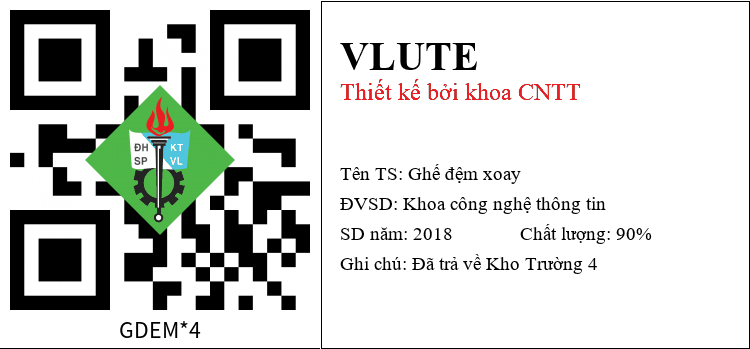 ĐH
KT
SP
VL
GDEM*4
VLUTE
Thiết kế bởi khoa CNTT
Tên TS: Ghế đệm xoay
ĐVSD: Khoa công nghệ thông tin
SD năm: 2018 Chất lượng: 90%
Ghi chú: Đã trả về Kho Trường 4